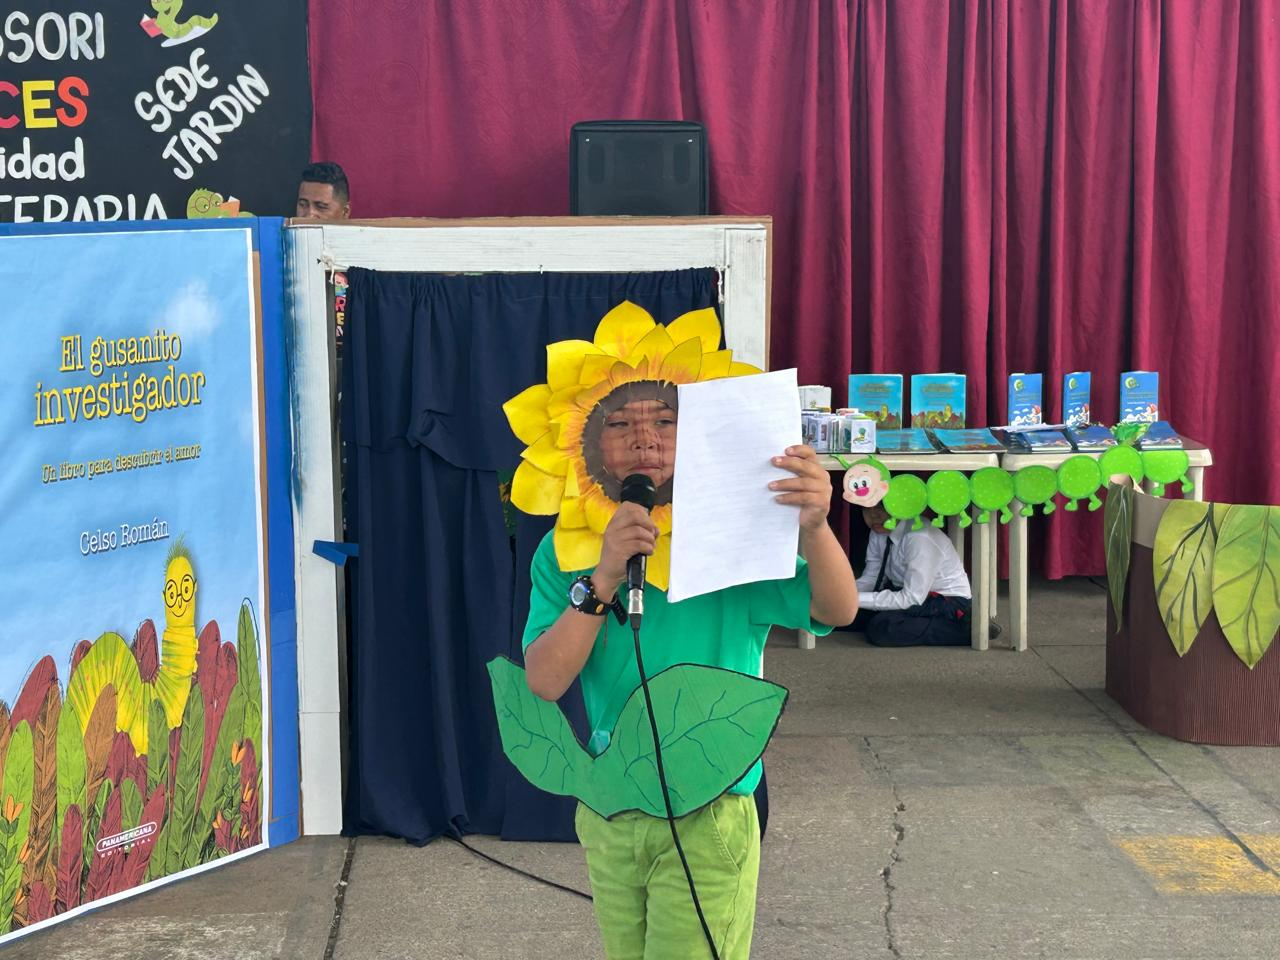 SSORI
CES
idad
TERARIA
SEDE
JARDIN
El gusanito
investigador
Un libro para descubrir el amor
Celso Román
PANAMERICANA
EDITORIAL